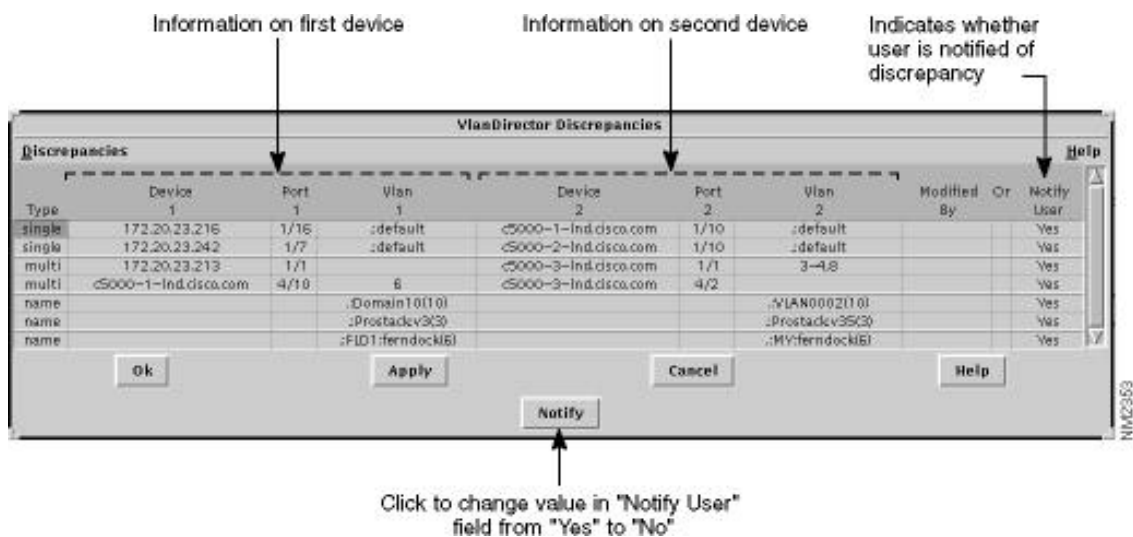 Information on first device
Information on second device
Indicates whether
user is notified of
discrepancy
VlanDirector Discrepancies
Discrepancies Help
Device Port Vlan Device Port Vlan Modified On Notify
Type 1 1 1 2 2 2 By User
single 172.20.23.216 1/16 .:default c5000-1-lnd.cisco.com 1/10 .:default Yes
single 172.20.23.242 1/7 .:default c5000-2-lnd.cisco.com 1/10 .:default Yes
multi 172.20.23.213 1/1 c5000-3-lnd.cisco.com 1/1 3-4,8 Yes
multi c5000-1-lnd.cisco.com 4/10 6 c5000-3-lnd.cisco.com 4/2 Yes
name .:Domain10(10) .:VLAN0002(10) Yes
name .:Prostack:v3(3) .:Prostack:v35(3) Yes
name .:FLD1:ferndock(6) .:MY:ferndock(6) Yes
Ok Apply Cancel Help
Notify
NM2353
Click to change value in "Notify User"
field from "Yes" to "No"